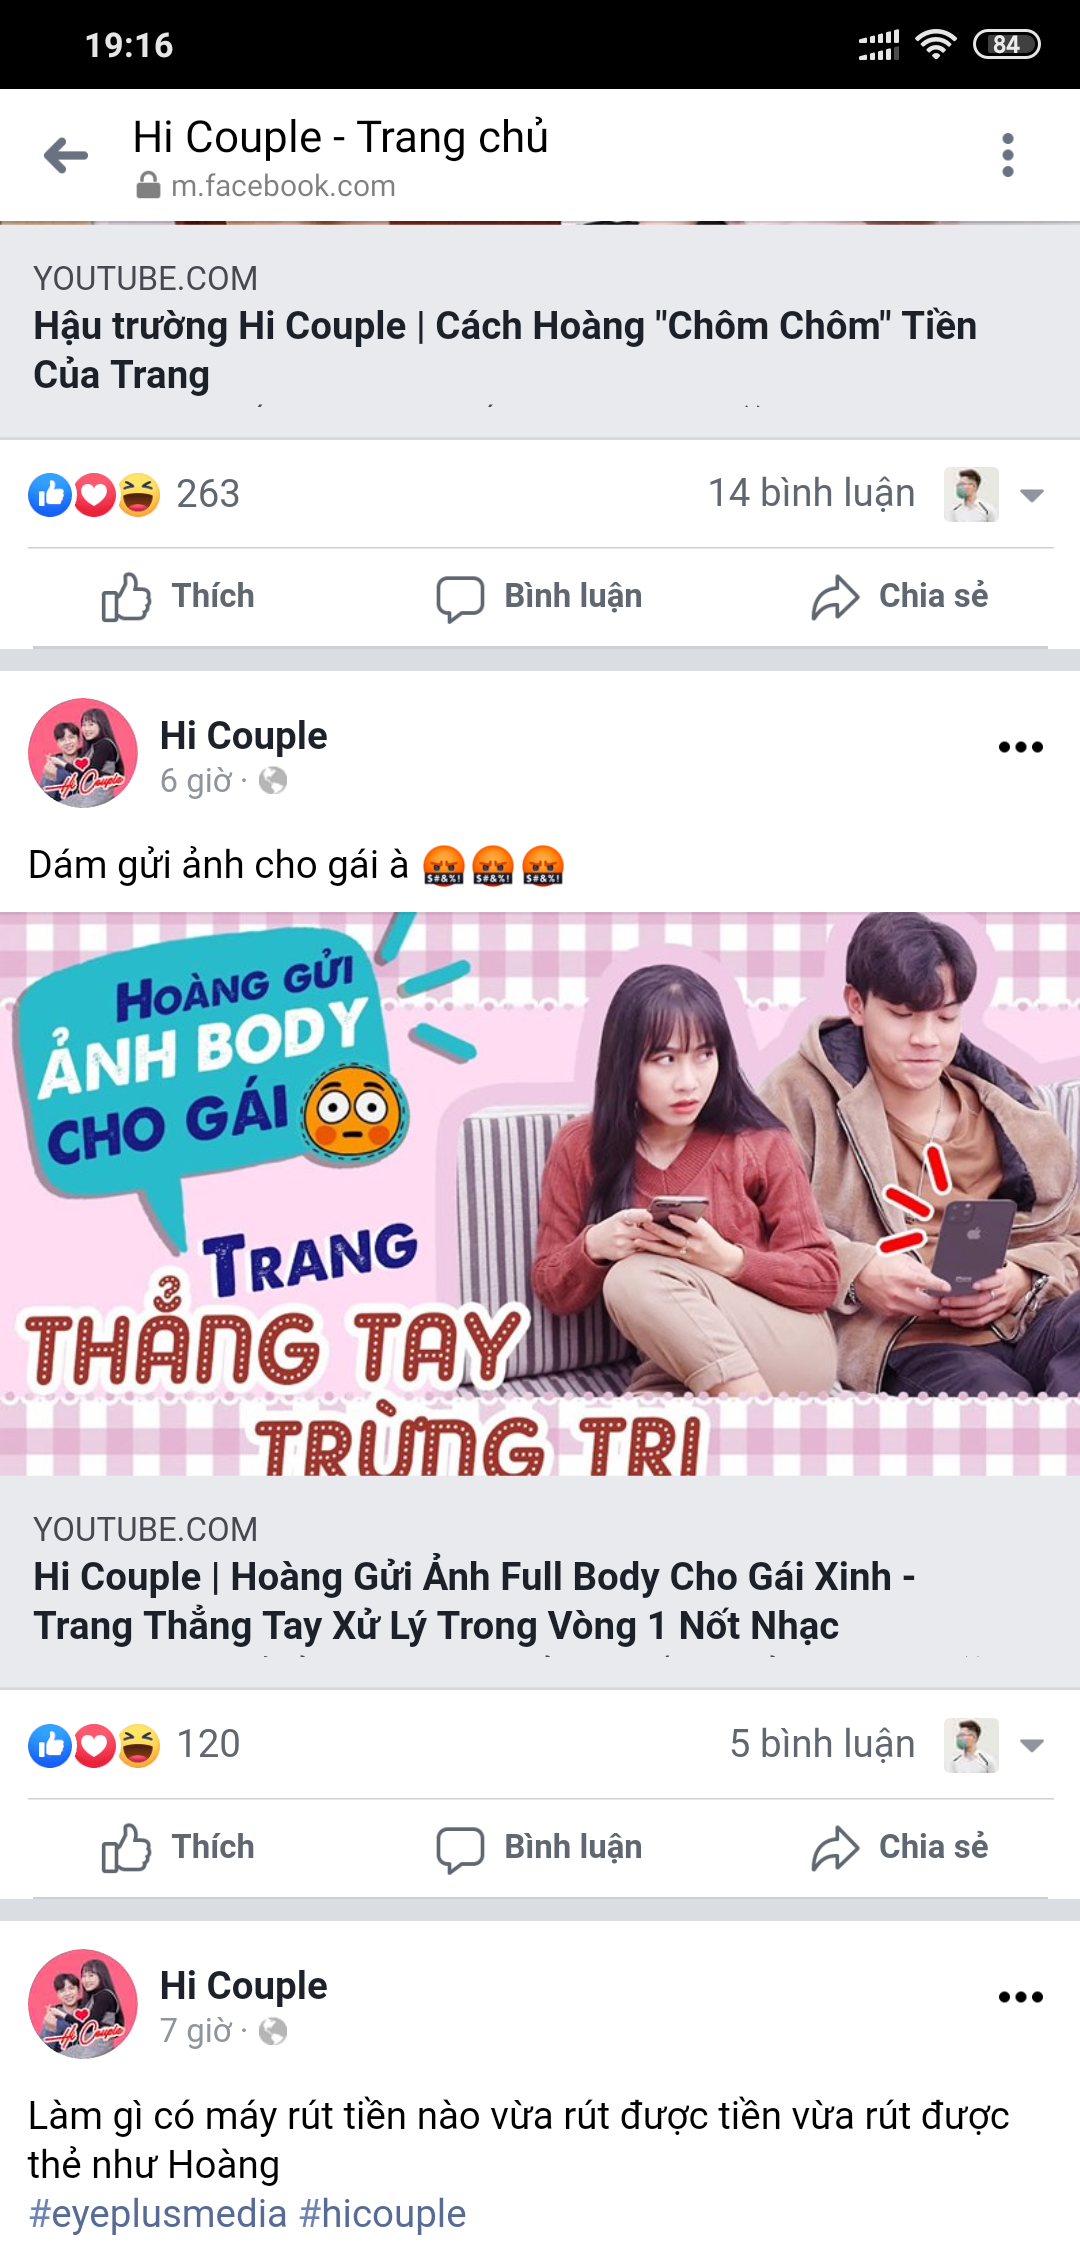 19:16
84
Hi Couple - Trang chủ
m.facebook.com
YOUTUBE.COM
Hậu trường Hi Couple | Cách Hoàng "Chôm Chôm" Tiền
Của Trang
263
14 bình luận
Thích
Bình luận
Chia sẻ
Hi Couple
6 giờ ·
Dám gửi ảnh cho gái à 🤬🤬🤬
HOÀNG GỬI
ẢNH BODY
CHO GÁI
TRANG
THẲNG TAY
TRỪNG TRỊ
YOUTUBE.COM
Hi Couple | Hoàng Gửi Ảnh Full Body Cho Gái Xinh -
Trang Thẳng Tay Xử Lý Trong Vòng 1 Nốt Nhạc
120
5 bình luận
Thích
Bình luận
Chia sẻ
Hi Couple
7 giờ ·
Làm gì có máy rút tiền nào vừa rút được tiền vừa rút được
thẻ như Hoàng
#eyeplusmedia #hicouple